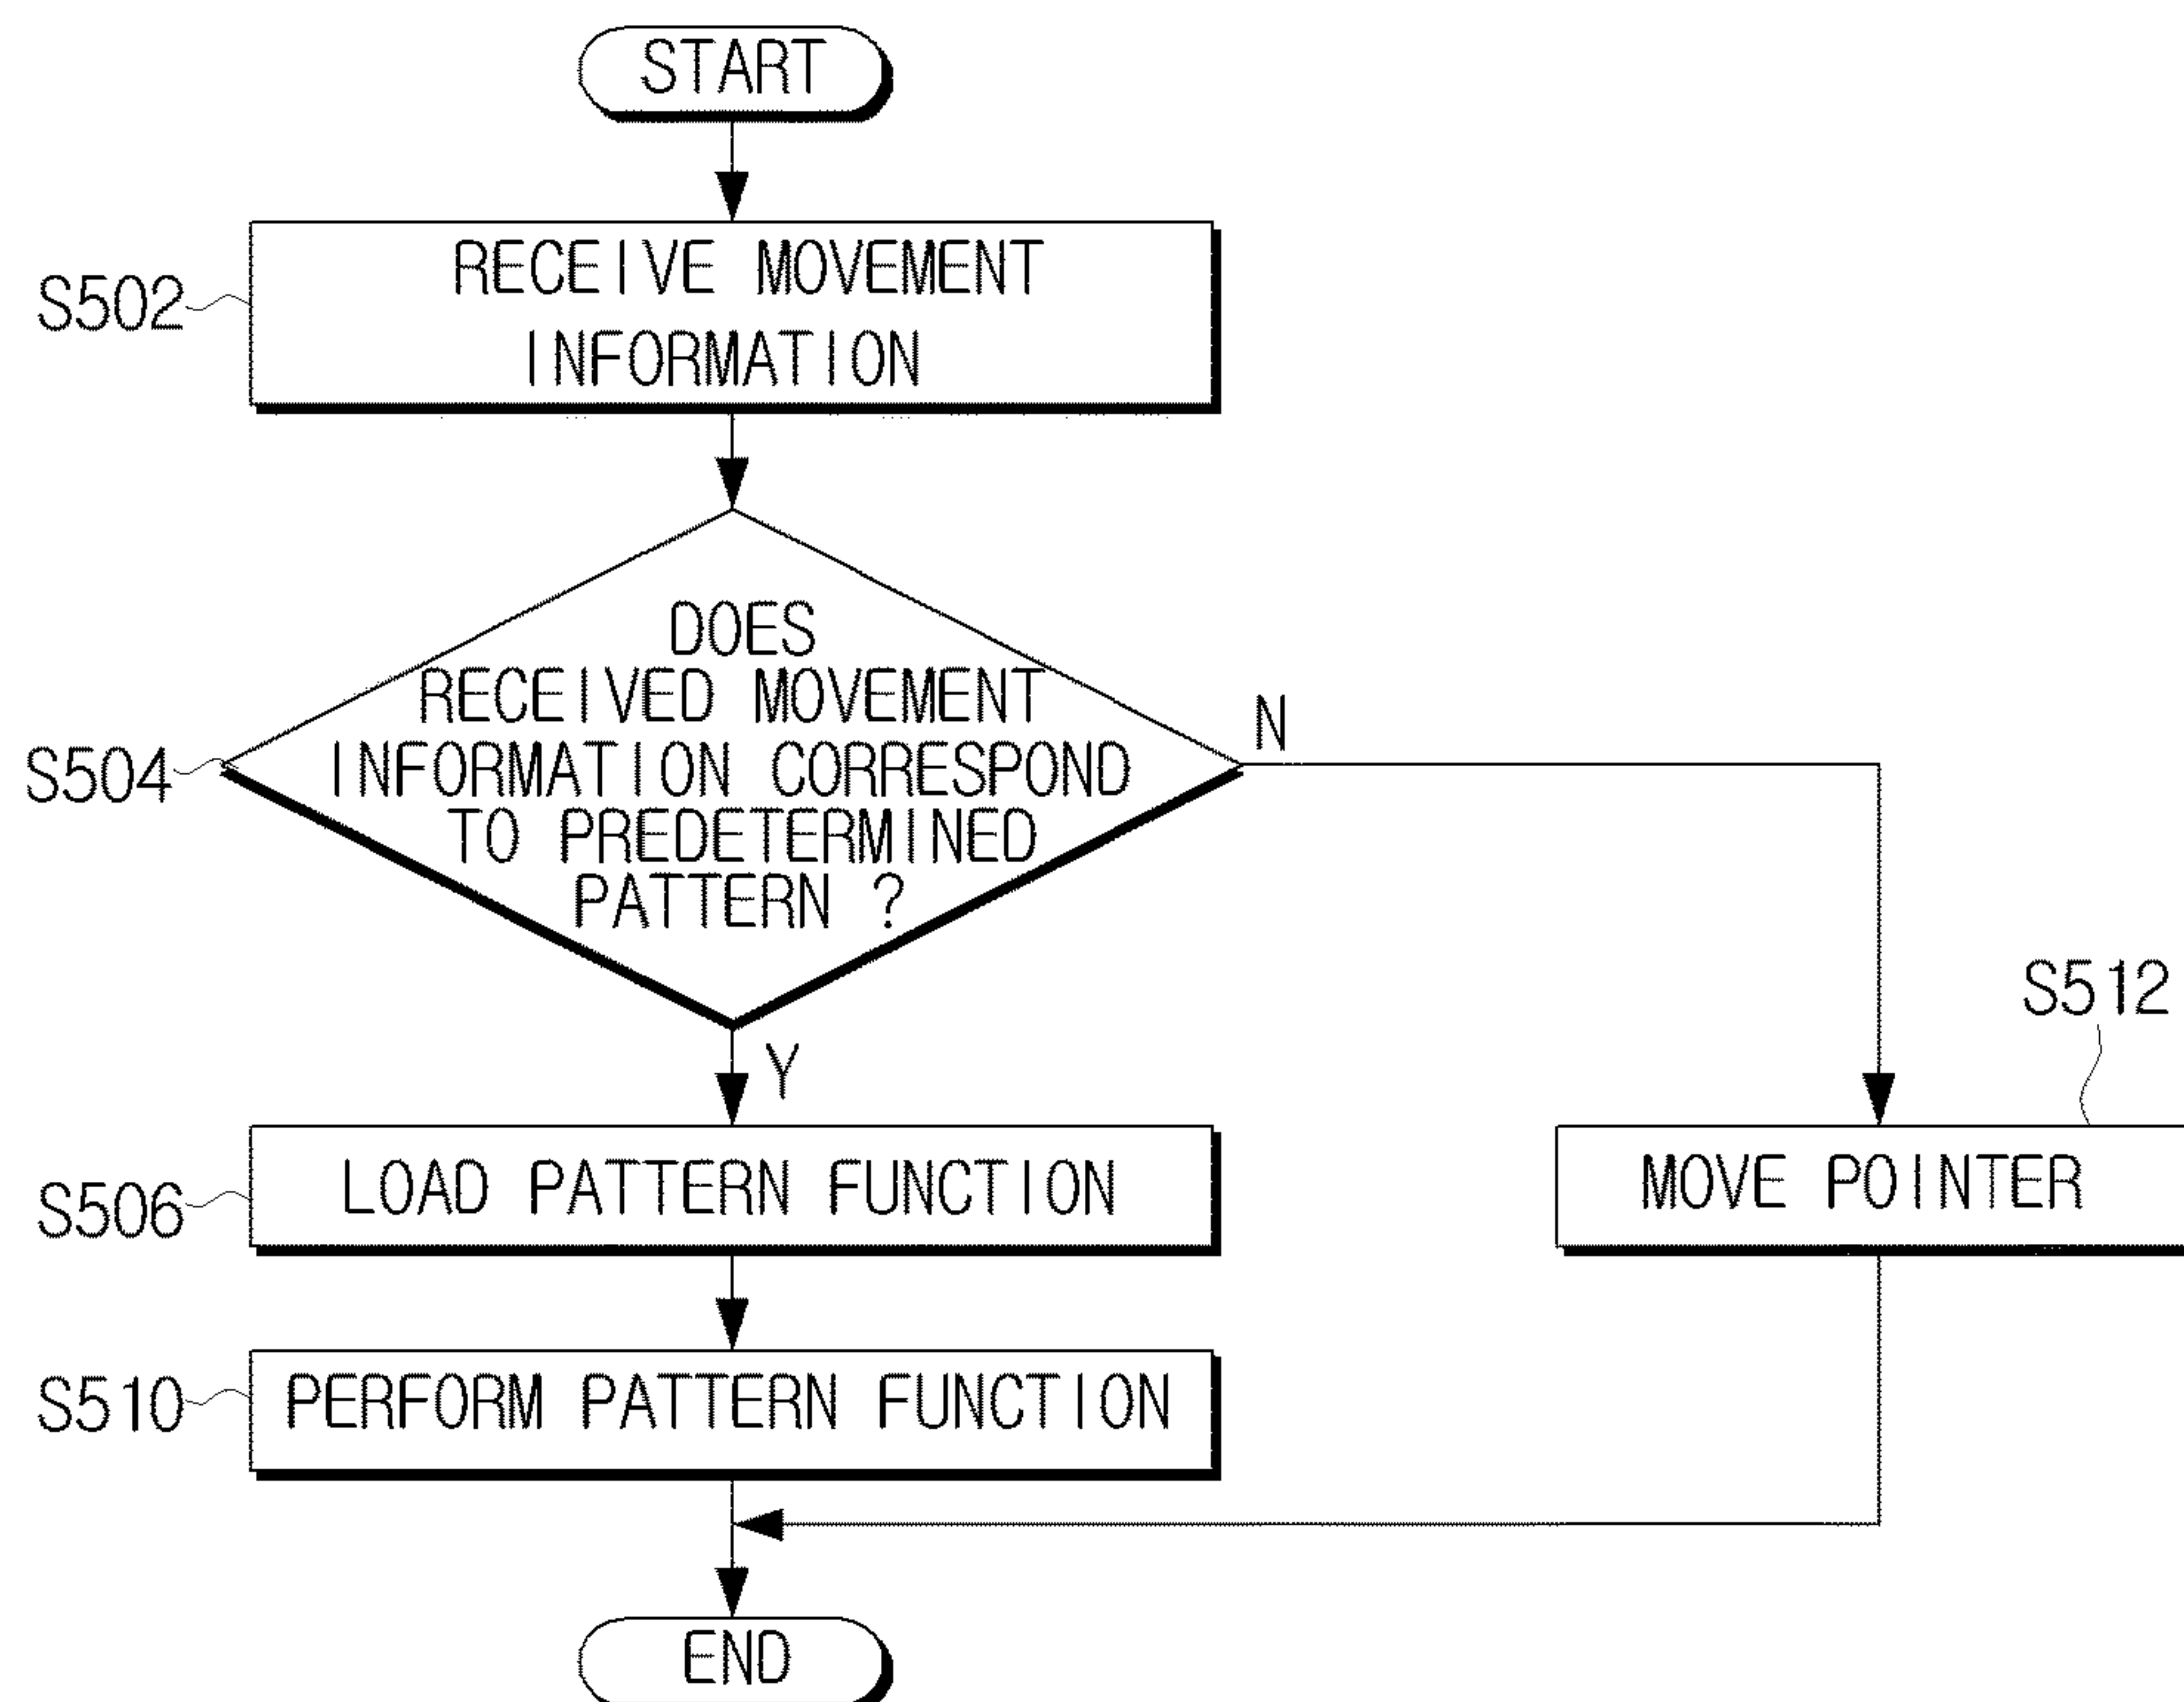 START
S502
RECEIVE MOVEMENT
INFORMATION
S504
DOES
RECEIVED MOVEMENT
INFORMATION CORRESPOND
TO PREDETERMINED
PATTERN ?
N
Y
S512
S506
LOAD PATTERN FUNCTION
MOVE POINTER
S510
PERFORM PATTERN FUNCTION
END